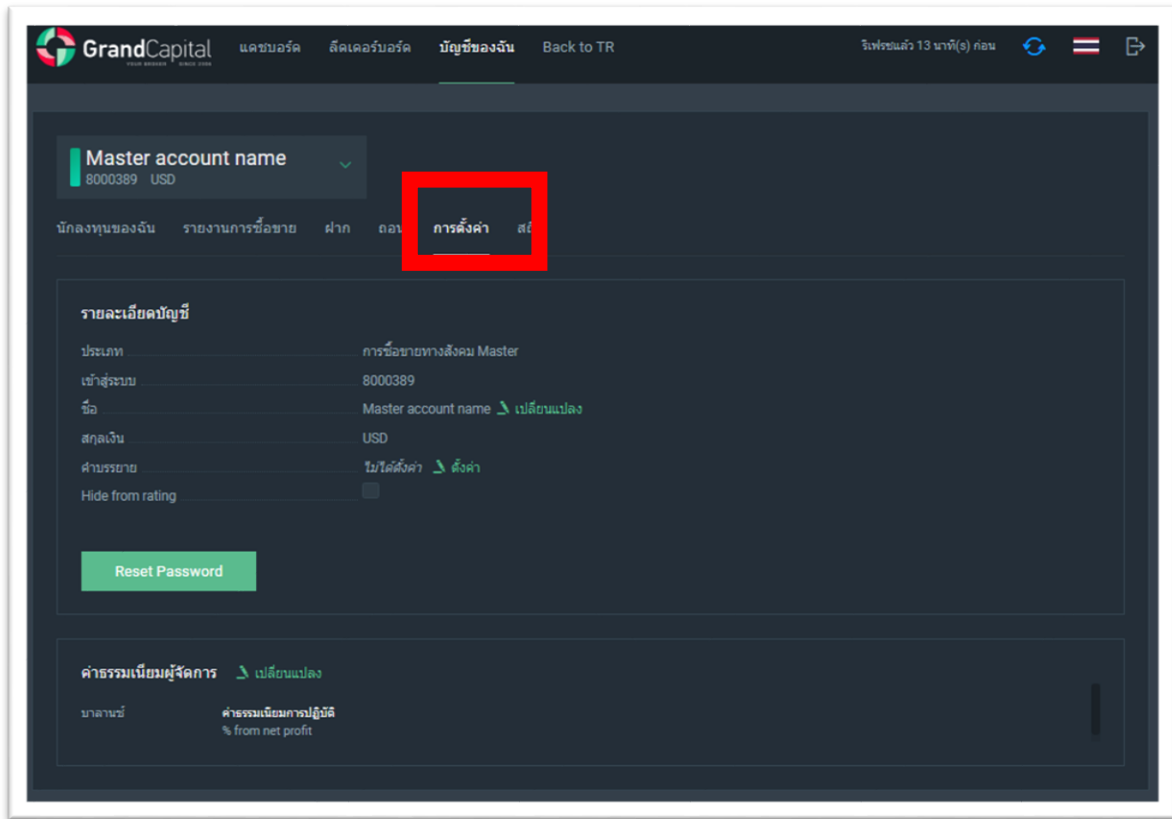 GrandCapital แดชบอร์ด ลีดเดอร์บอร์ด บัญชีของฉัน Back to TR รีเฟรชแล้ว 13 นาที(s) ก่อน
YOUR BROKER SINCE 2006
Master account name
8000389 USD
นักลงทุนของฉัน รายงานการซื้อขาย ฝาก การตั้งค่า
รายละเอียดบัญชี
ประเภท การซื้อขายทางสังคม Master
เข้าสู่ระบบ 8000389
ชื่อ Master account name เปลี่ยนแปลง
สกุลเงิน USD
คำบรรยาย ไม่ได้ตั้งค่า ตั้งค่า
Hide from rating
Reset Password
ค่าธรรมเนียมผู้จัดการ เปลี่ยนแปลง
บาลานซ์ ค่าธรรมเนียมการปฏิบัติ
% from net profit